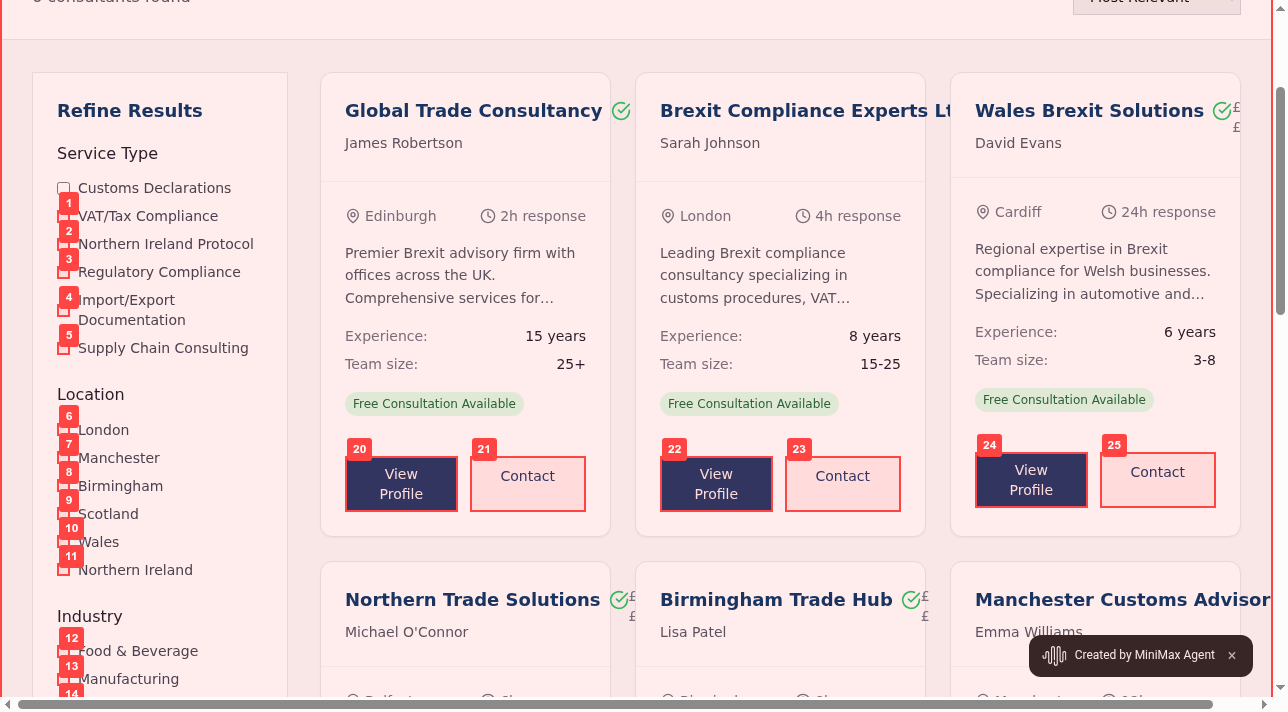 Refine Results
Service Type
Customs Declarations
1
VAT/Tax Compliance
2
Northern Ireland Protocol
3
Regulatory Compliance
4
Import/Export
Documentation
5
Supply Chain Consulting
Location
6
London
7
Manchester
8
Birmingham
9
Scotland
10
Wales
11
Northern Ireland
Industry
12
Food & Beverage
13
Manufacturing
14
Global Trade Consultancy
James Robertson
Edinburgh
2h response
Premier Brexit advisory firm with
offices across the UK.
Comprehensive services for…
Experience: 15 years
Team size: 25+
Free Consultation Available
20
View
Profile
21
Contact
Brexit Compliance Experts Lt
Sarah Johnson
London
4h response
Leading Brexit compliance
consultancy specializing in
customs procedures, VAT…
Experience: 8 years
Team size: 15-25
Free Consultation Available
22
View
Profile
23
Contact
Wales Brexit Solutions
£
£
David Evans
Cardiff
24h response
Regional expertise in Brexit
compliance for Welsh businesses.
Specializing in automotive and…
Experience: 6 years
Team size: 3-8
Free Consultation Available
24
View
Profile
25
Contact
Northern Trade Solutions
£
£
Michael O'Connor
Birmingham Trade Hub
£
£
Lisa Patel
Manchester Customs Advisor
Emma Williams
Created by MiniMax Agent ×